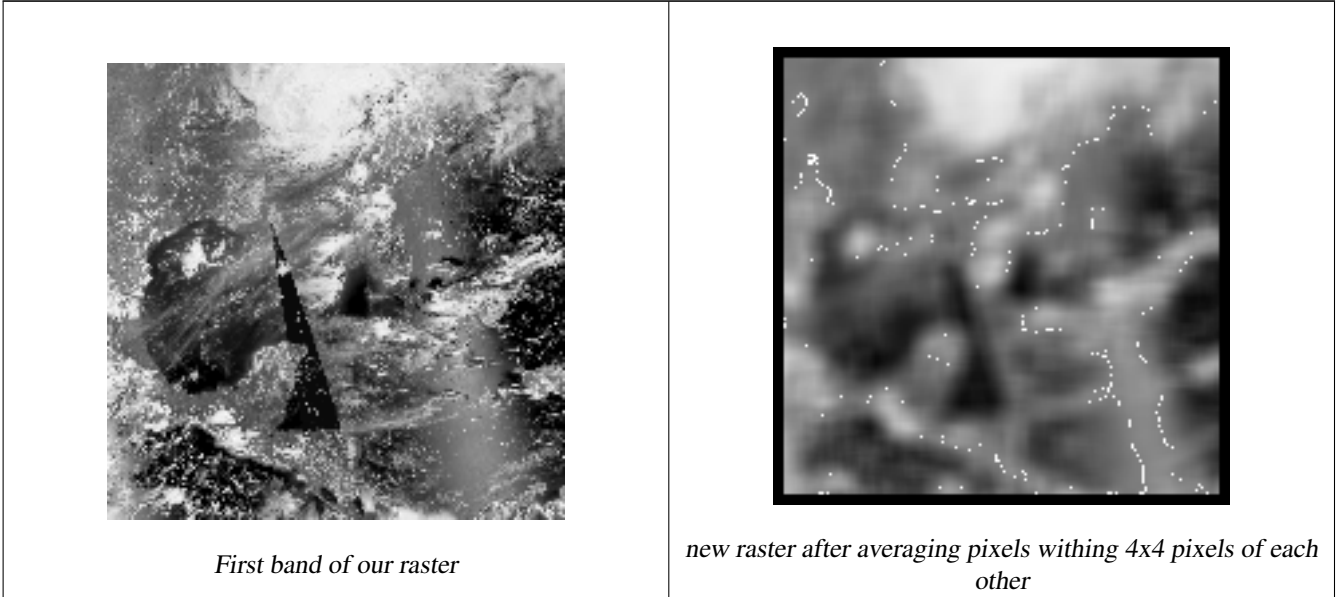 First band of our raster
new raster after averaging pixels withing 4x4 pixels of each
other